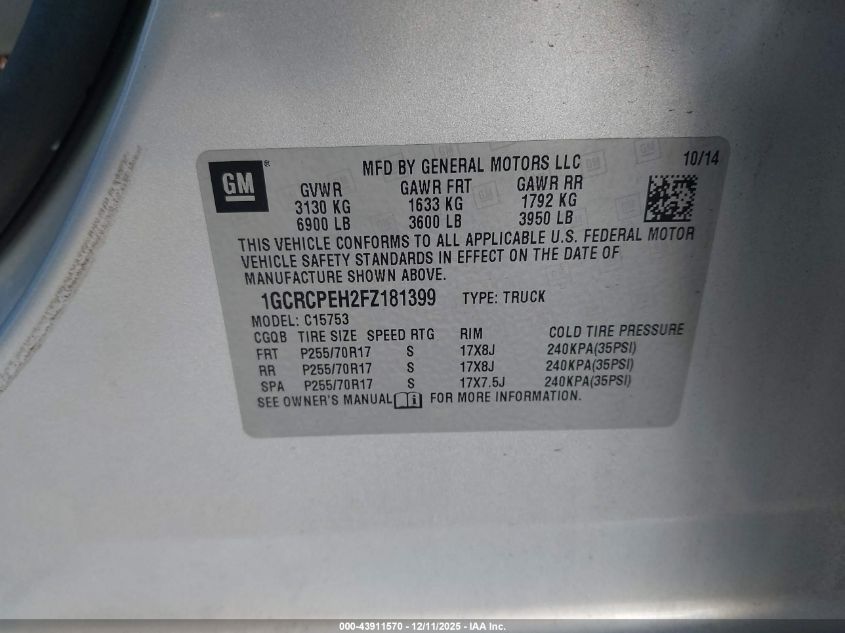 GM®
MFD BY GENERAL MOTORS LLC 10/14
GVWR GAWR FRT GAWR RR
3130 KG 1633 KG 1792 KG
6900 LB 3600 LB 3950 LB
THIS VEHICLE CONFORMS TO ALL APPLICABLE U.S. FEDERAL MOTOR
VEHICLE SAFETY STANDARDS IN EFFECT ON THE DATE OF
MANUFACTURE SHOWN ABOVE.
1GCRCPEH2FZ181399 TYPE: TRUCK
MODEL: C15753
CGQB TIRE SIZE SPEED RTG RIM COLD TIRE PRESSURE
FRT P255/70R17 S 17X8J 240KPA(35PSI)
RR P255/70R17 S 17X8J 240KPA(35PSI)
SPA P255/70R17 S 17X7.5J 240KPA(35PSI)
SEE OWNER'S MANUAL i FOR MORE INFORMATION.
000-43911570 - 12/11/2025 - IAA Inc.